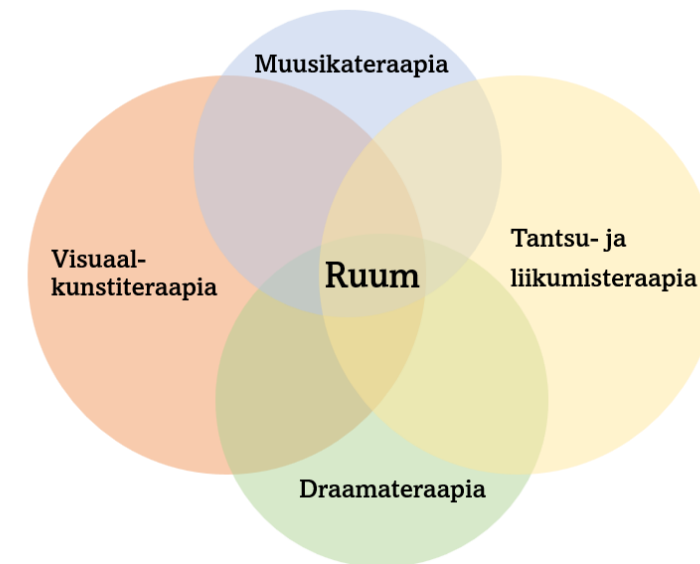 Muusikateraapia
Visuaal-
kunstiteraapia
Ruum
Tantsu- ja
liikumisteraapia
Draamateraapia